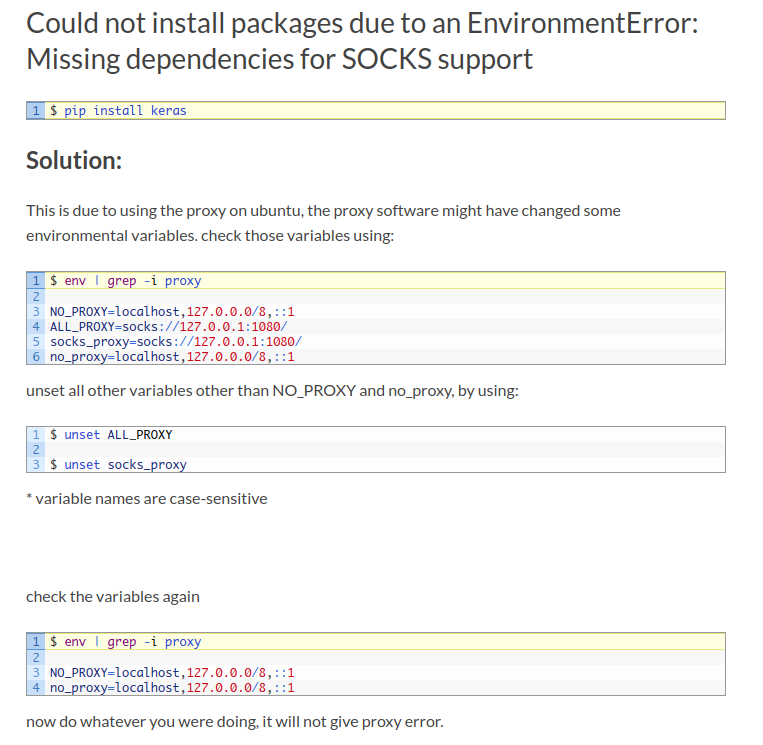 Could not install packages due to an EnvironmentError:
Missing dependencies for SOCKS support
1 $ pip install keras
Solution:
This is due to using the proxy on ubuntu, the proxy software might have changed some
environmental variables. check those variables using:
1 $ env | grep -i proxy
2
3 NO_PROXY=localhost,127.0.0.0/8,::1
4 ALL_PROXY=socks://127.0.0.1:1080/
5 socks_proxy=socks://127.0.0.1:1080/
6 no_proxy=localhost,127.0.0.0/8,::1
unset all other variables other than NO_PROXY and no_proxy, by using:
1 $ unset ALL_PROXY
2
3 $ unset socks_proxy
* variable names are case-sensitive
check the variables again
1 $ env | grep -i proxy
2
3 NO_PROXY=localhost,127.0.0.0/8,::1
4 no_proxy=localhost,127.0.0.0/8,::1
now do whatever you were doing, it will not give proxy error.